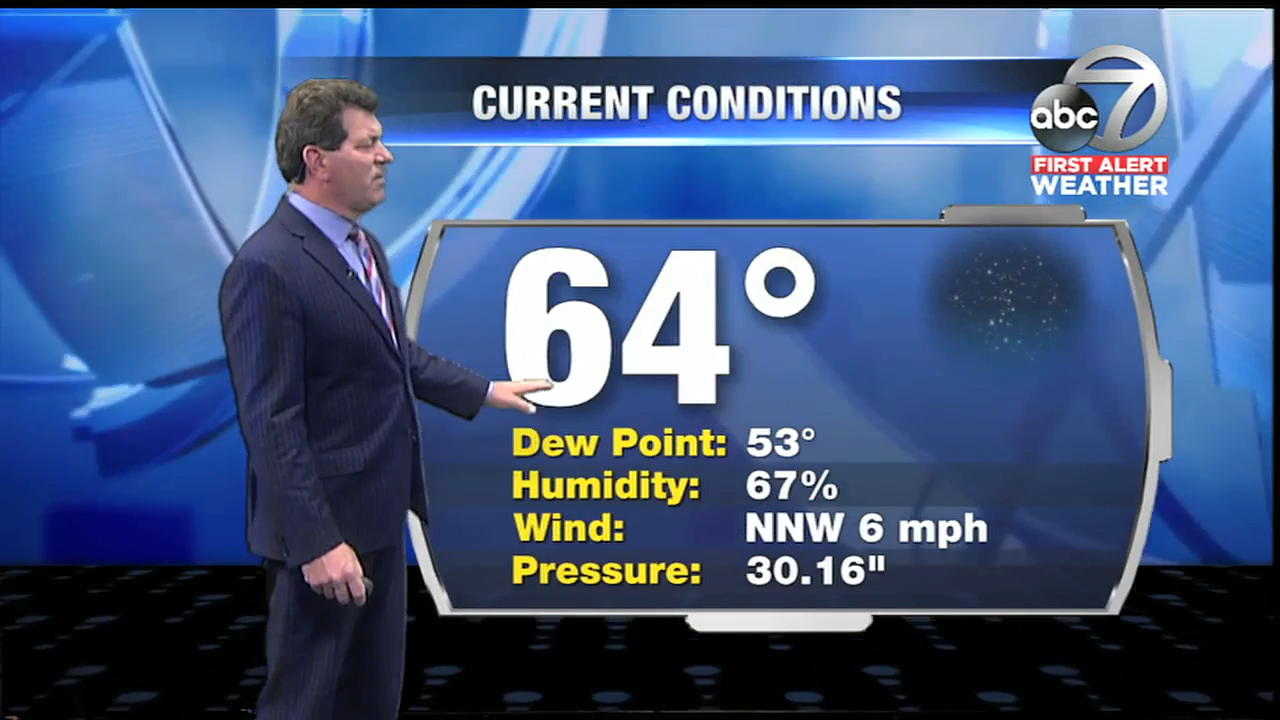 CURRENT CONDITIONS
abc 7
FIRST ALERT
WEATHER
64°
Dew Point: 53°
Humidity: 67%
Wind: NNW 6 mph
Pressure: 30.16"